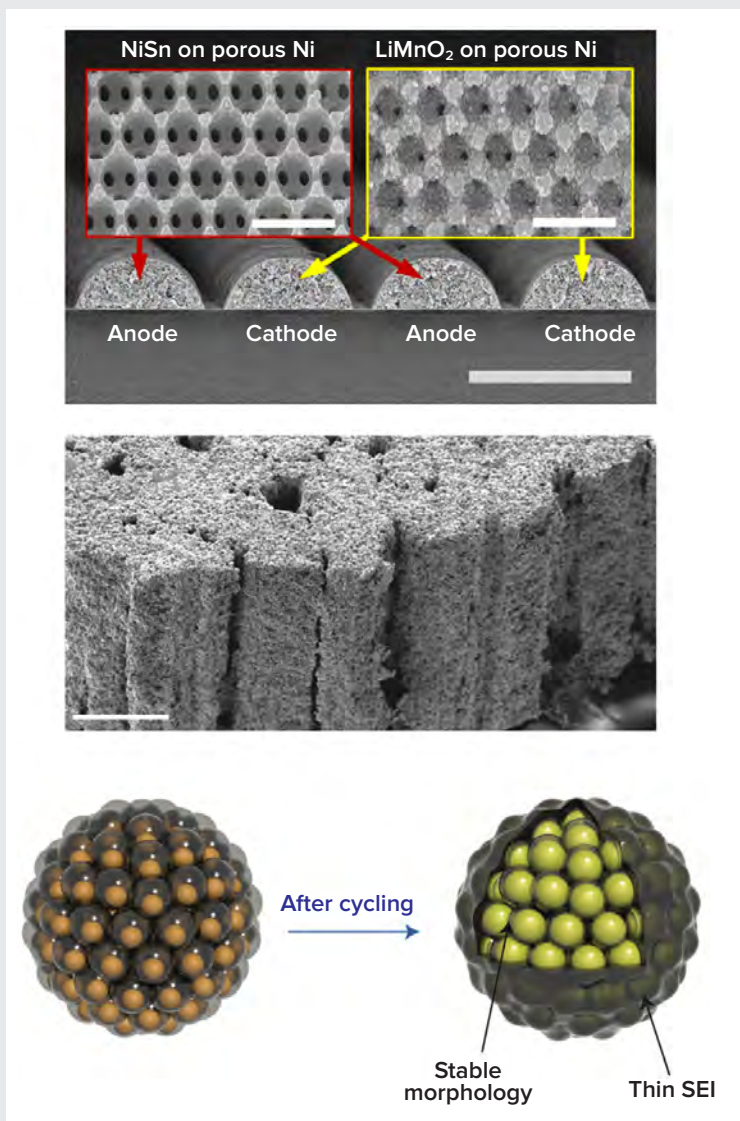 NiSn on porous Ni
LiMnO₂ on porous Ni
Anode
Cathode
Anode
Cathode
After cycling
Stable
morphology
Thin SEI